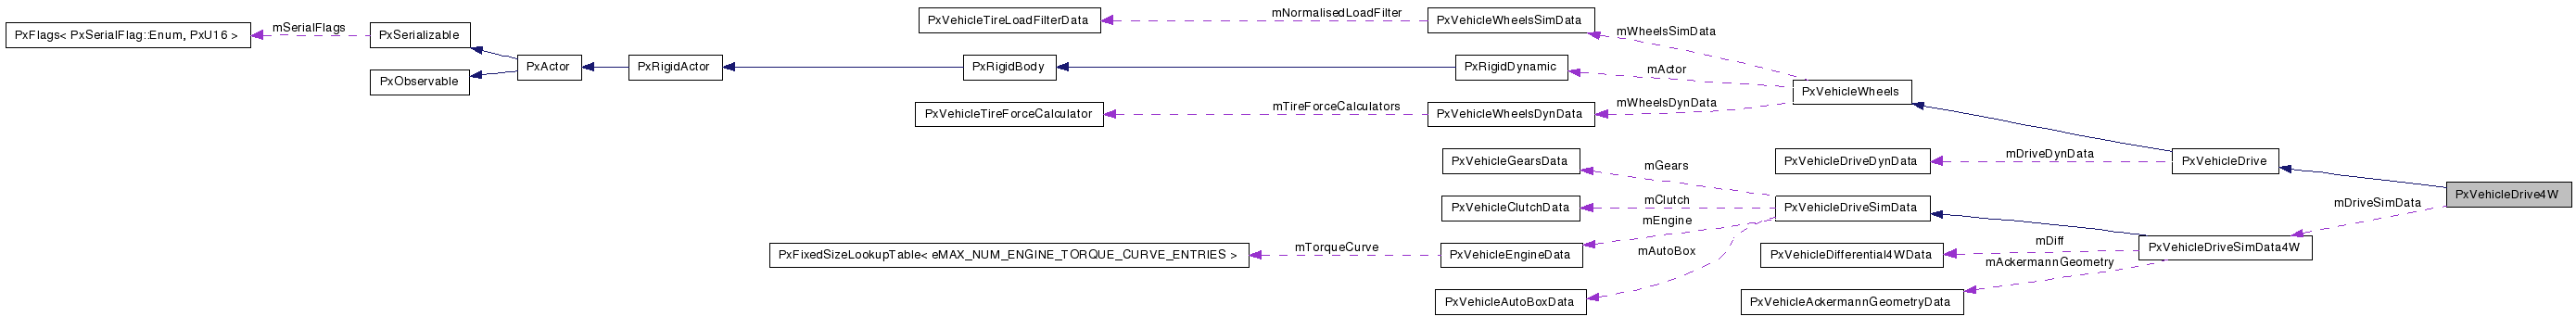 PxFlags< PxSerialFlag::Enum, PxU16 >
mSerialFlags
PxSerializable
PxObservable
PxActor
PxRigidActor
PxVehicleTireLoadFilterData
mNormalisedLoadFilter
PxVehicleWheelsSimData
mWheelsSimData
PxRigidBody
PxRigidDynamic
mActor
PxVehicleWheels
PxVehicleTireForceCalculator
mTireForceCalculators
PxVehicleWheelsDynData
mWheelsDynData
PxVehicleGearsData
mGears
PxVehicleDriveDynData
mDriveDynData
PxVehicleDrive
PxVehicleDrive4W
PxVehicleClutchData
mClutch
PxVehicleDriveSimData
mDriveSimData
mEngine
PxFixedSizeLookupTable< eMAX_NUM_ENGINE_TORQUE_CURVE_ENTRIES >
mTorqueCurve
PxVehicleEngineData
mAutoBox
PxVehicleDifferential4WData
mDiff
PxVehicleDriveSimData4W
mAckermannGeometry
PxVehicleAutoBoxData
PxVehicleAckermannGeometryData